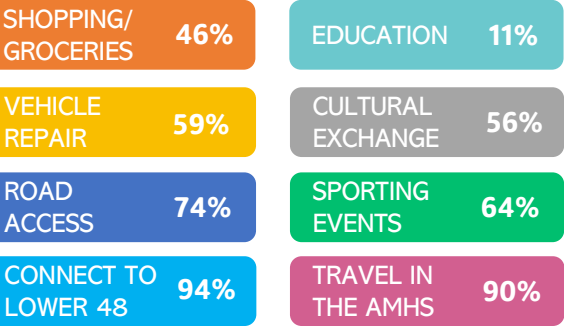 SHOPPING/
GROCERIES
46%
EDUCATION 11%
VEHICLE
REPAIR
59%
CULTURAL
EXCHANGE
56%
ROAD
ACCESS
74%
SPORTING
EVENTS
64%
CONNECT TO
LOWER 48
94%
TRAVEL IN
THE AMHS
90%